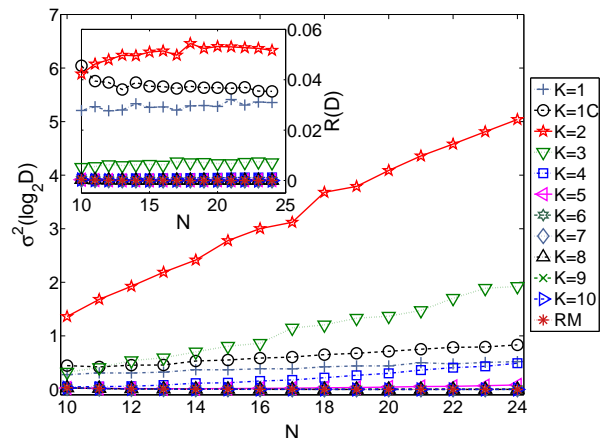 7
6
5
4
3
2
1
0
σ²(log₂D)
10
12
14
16
18
20
22
24
N
0.06
0.04
0.02
0
R(D)
10
15
20
25
N
K=1
K=1C
K=2
K=3
K=4
K=5
K=6
K=7
K=8
K=9
K=10
RM